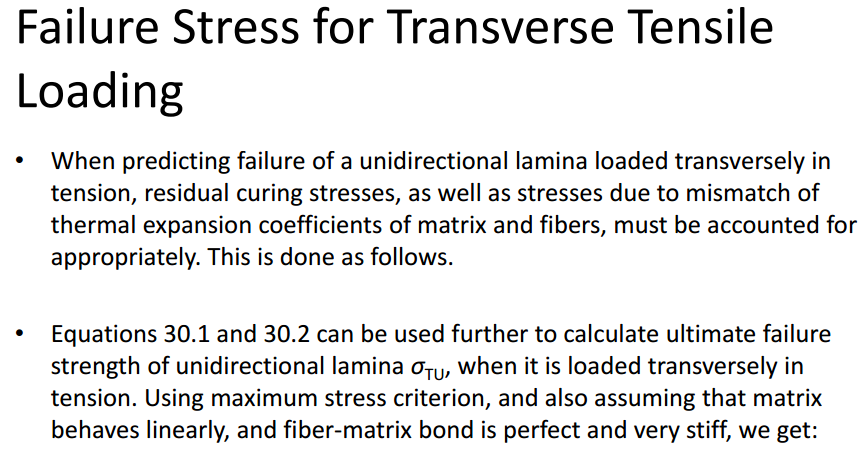 Failure Stress for Transverse Tensile
Loading
• When predicting failure of a unidirectional lamina loaded transversely in
tension, residual curing stresses, as well as stresses due to mismatch of
thermal expansion coefficients of matrix and fibers, must be accounted for
appropriately. This is done as follows.
• Equations 30.1 and 30.2 can be used further to calculate ultimate failure
strength of unidirectional lamina σTU, when it is loaded transversely in
tension. Using maximum stress criterion, and also assuming that matrix
behaves linearly, and fiber-matrix bond is perfect and very stiff, we get: